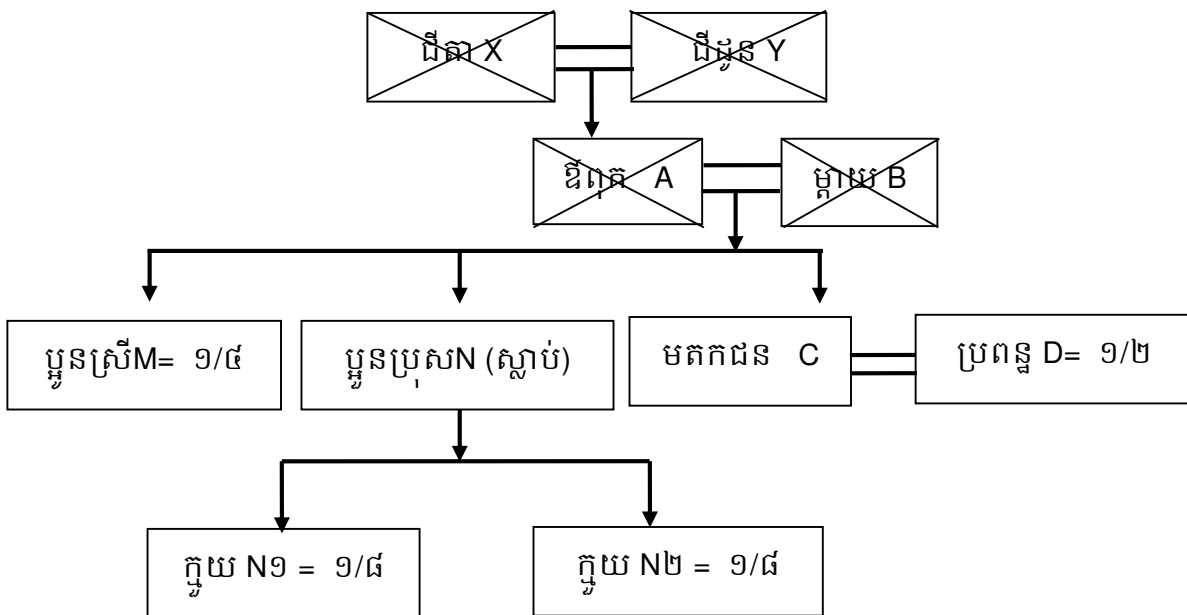 ជីតា X
ជីដូន Y
ឪពុក A
ម្តាយ B
ប្អូនស្រីM= ១/៤
ប្អូនប្រុសN (ស្លាប់)
មតកជន C
ប្រពន្ធ D= ១/២
ក្មួយ N១ = ១/៨
ក្មួយ N២ = ១/៨